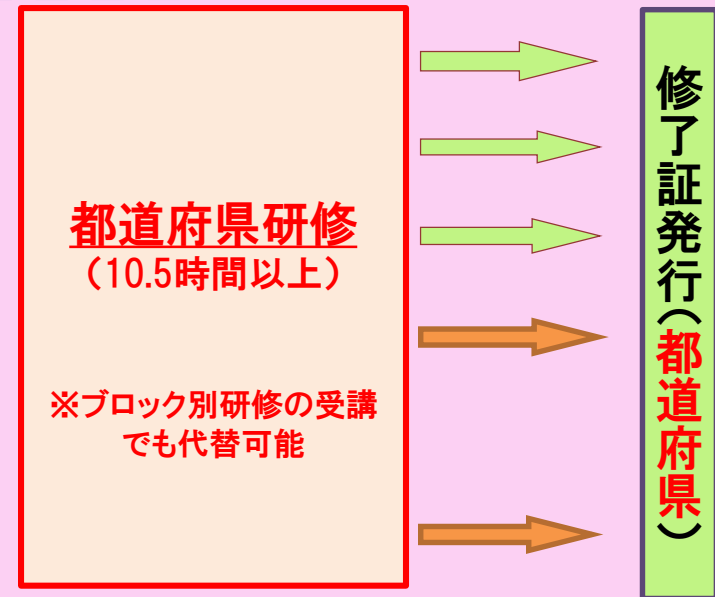 都道府県研修
（10.5時間以上）
※ブロック別研修の受講
でも代替可能
修了証発行（都道府県）